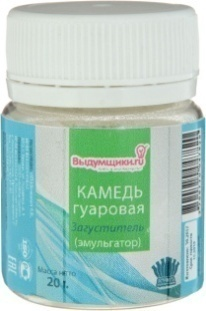 Выдумщики.ru
КАМЕДЬ
гуаровая
Загуститель
(эмульгатор)
Масса нетто
20 г.